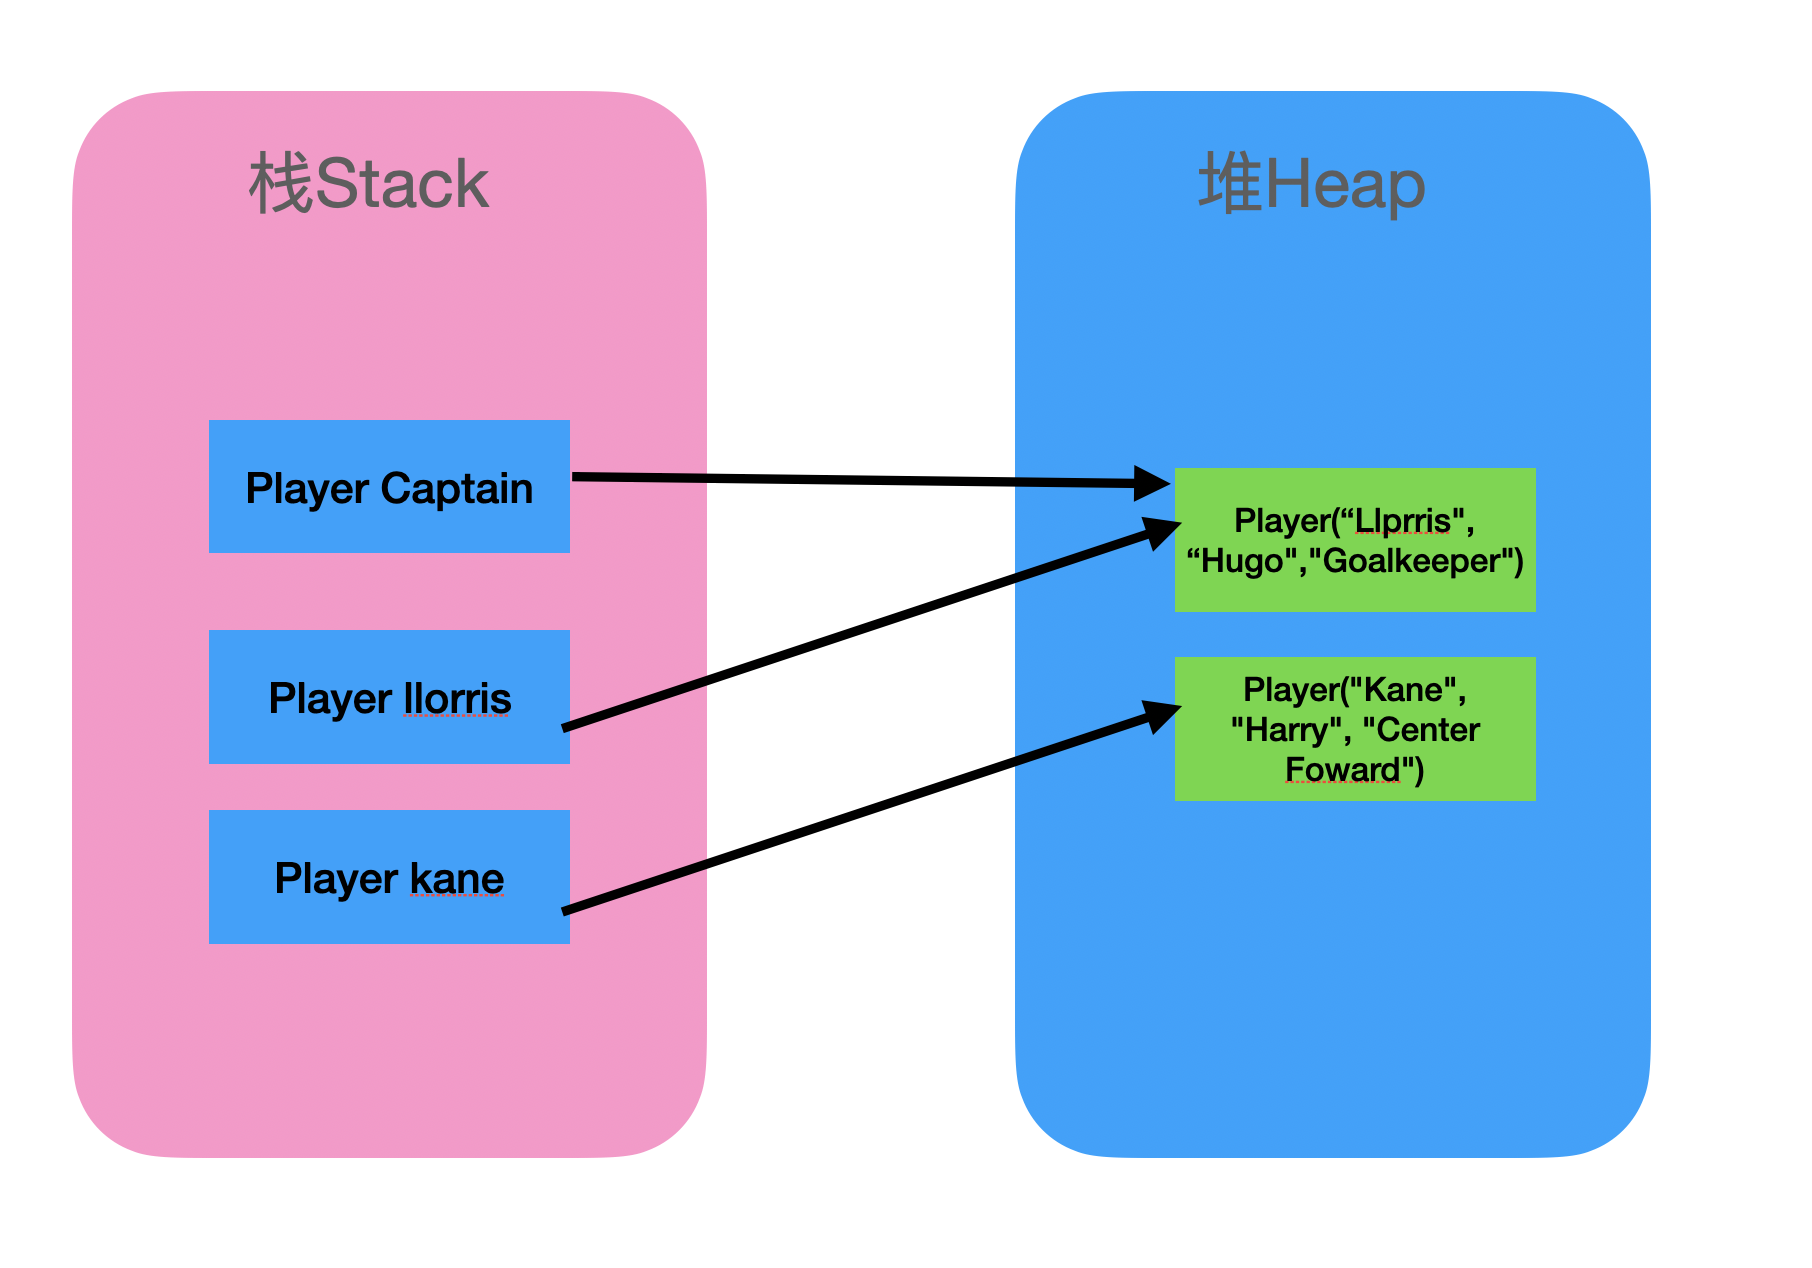 栈Stack
堆Heap
Player Captain
Player llorris
Player kane
Player(“Llprris",
“Hugo","Goalkeeper")
Player("Kane",
"Harry", "Center
Foward")